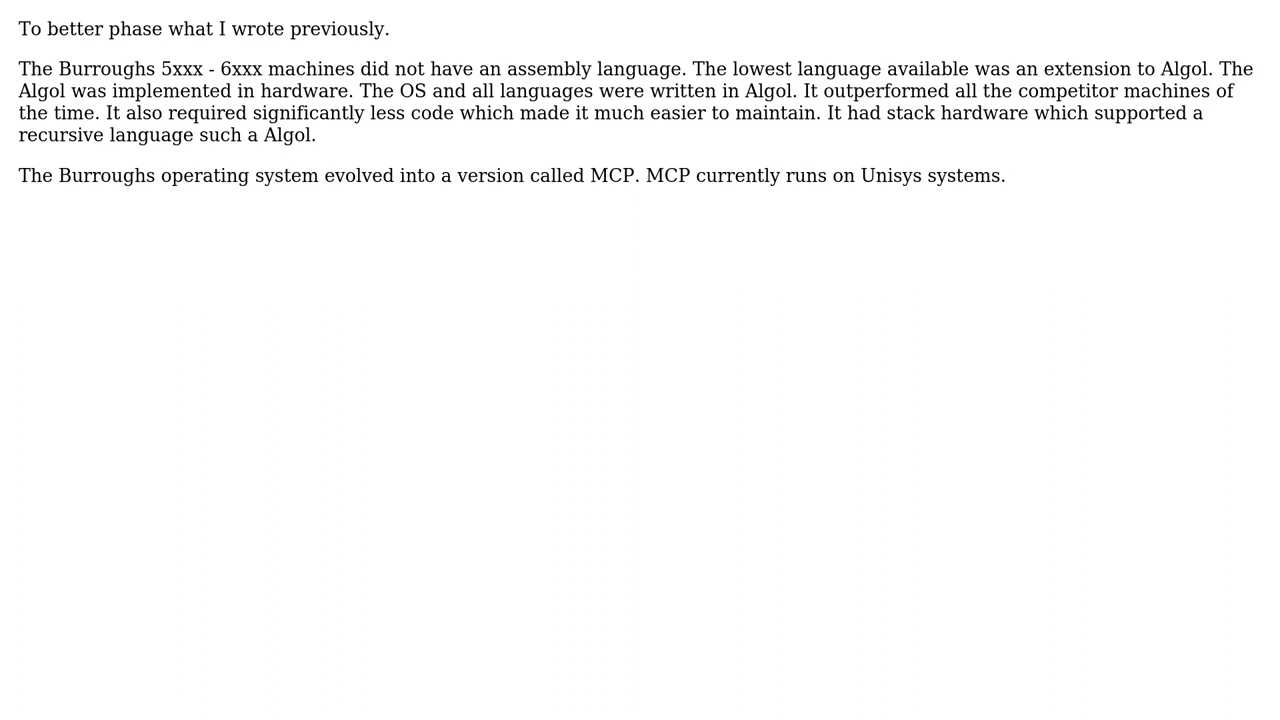 To better phase what I wrote previously.
The Burroughs 5xxx - 6xxx machines did not have an assembly language. The lowest language available was an extension to Algol. The
Algol was implemented in hardware. The OS and all languages were written in Algol. It outperformed all the competitor machines of
the time. It also required significantly less code which made it much easier to maintain. It had stack hardware which supported a
recursive language such a Algol.
The Burroughs operating system evolved into a version called MCP. MCP currently runs on Unisys systems.